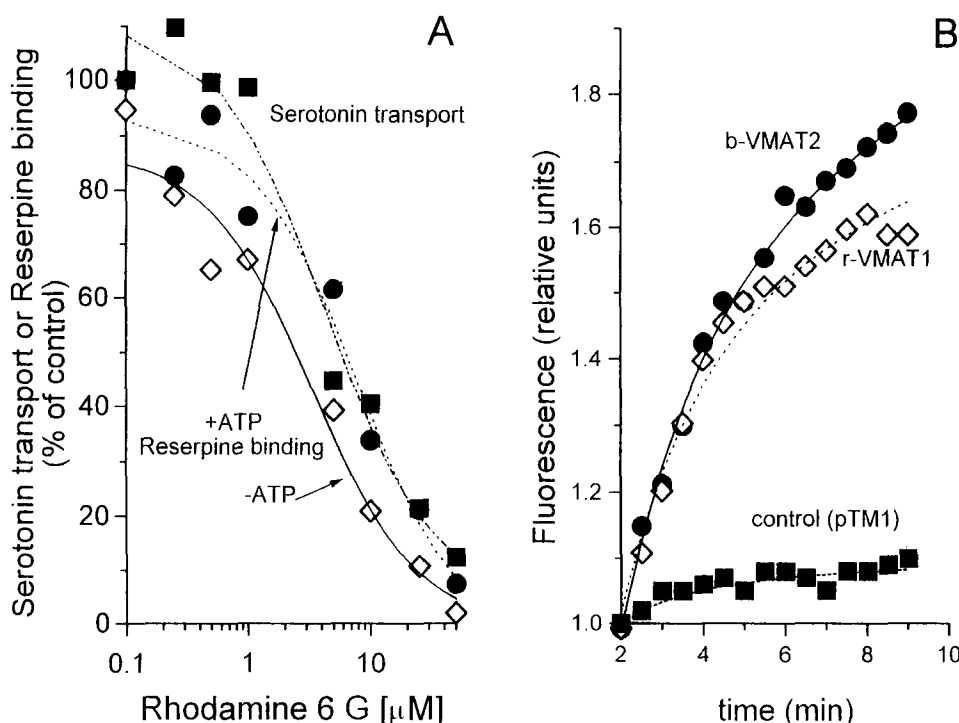 A
Serotonin transport or Reserpine binding
(% of control)
100
80
60
40
20
0
Serotonin transport
+ATP
Reserpine binding
-ATP
0.1
1
10
Rhodamine 6 G [μM]
B
Fluorescence (relative units)
1.8
1.6
1.4
1.2
1.0
b-VMAT2
r-VMAT1
control (pTM1)
2
4
6
8
10
time (min)